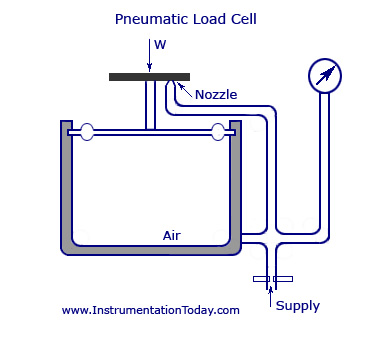 Pneumatic Load Cell
W
Nozzle
Air
Supply
www.InstrumentationToday.com